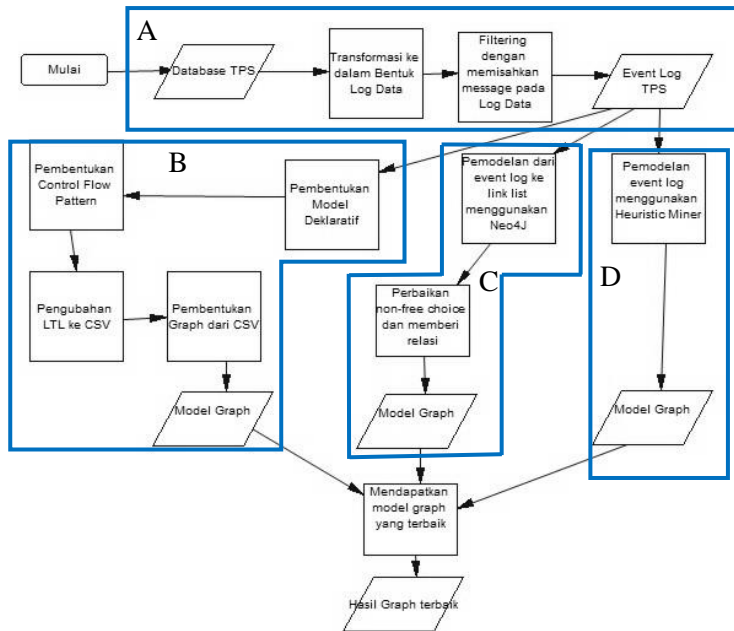 A
Mulai
Database TPS
Transformasi ke
dalam Bentuk
Log Data
Filtering
dengan
memisahkan
message pada
Log Data
Event Log
TPS
B
Pembentukan
Control Flow
Pattern
Pembentukan
Model
Deklaratif
Pengubahan
LTL ke CSV
Pembentukan
Graph dari CSV
Model Graph
C
Pemodelan dari
event log ke
link list
menggunakan
Neo4J
Perbaikan
non-free choice
dan memberi
relasi
Model Graph
D
Pemodelan
event log
menggunakan
Heuristic Miner
Model Graph
Mendapatkan
model graph
yang terbaik
Hasil Graph terbaik